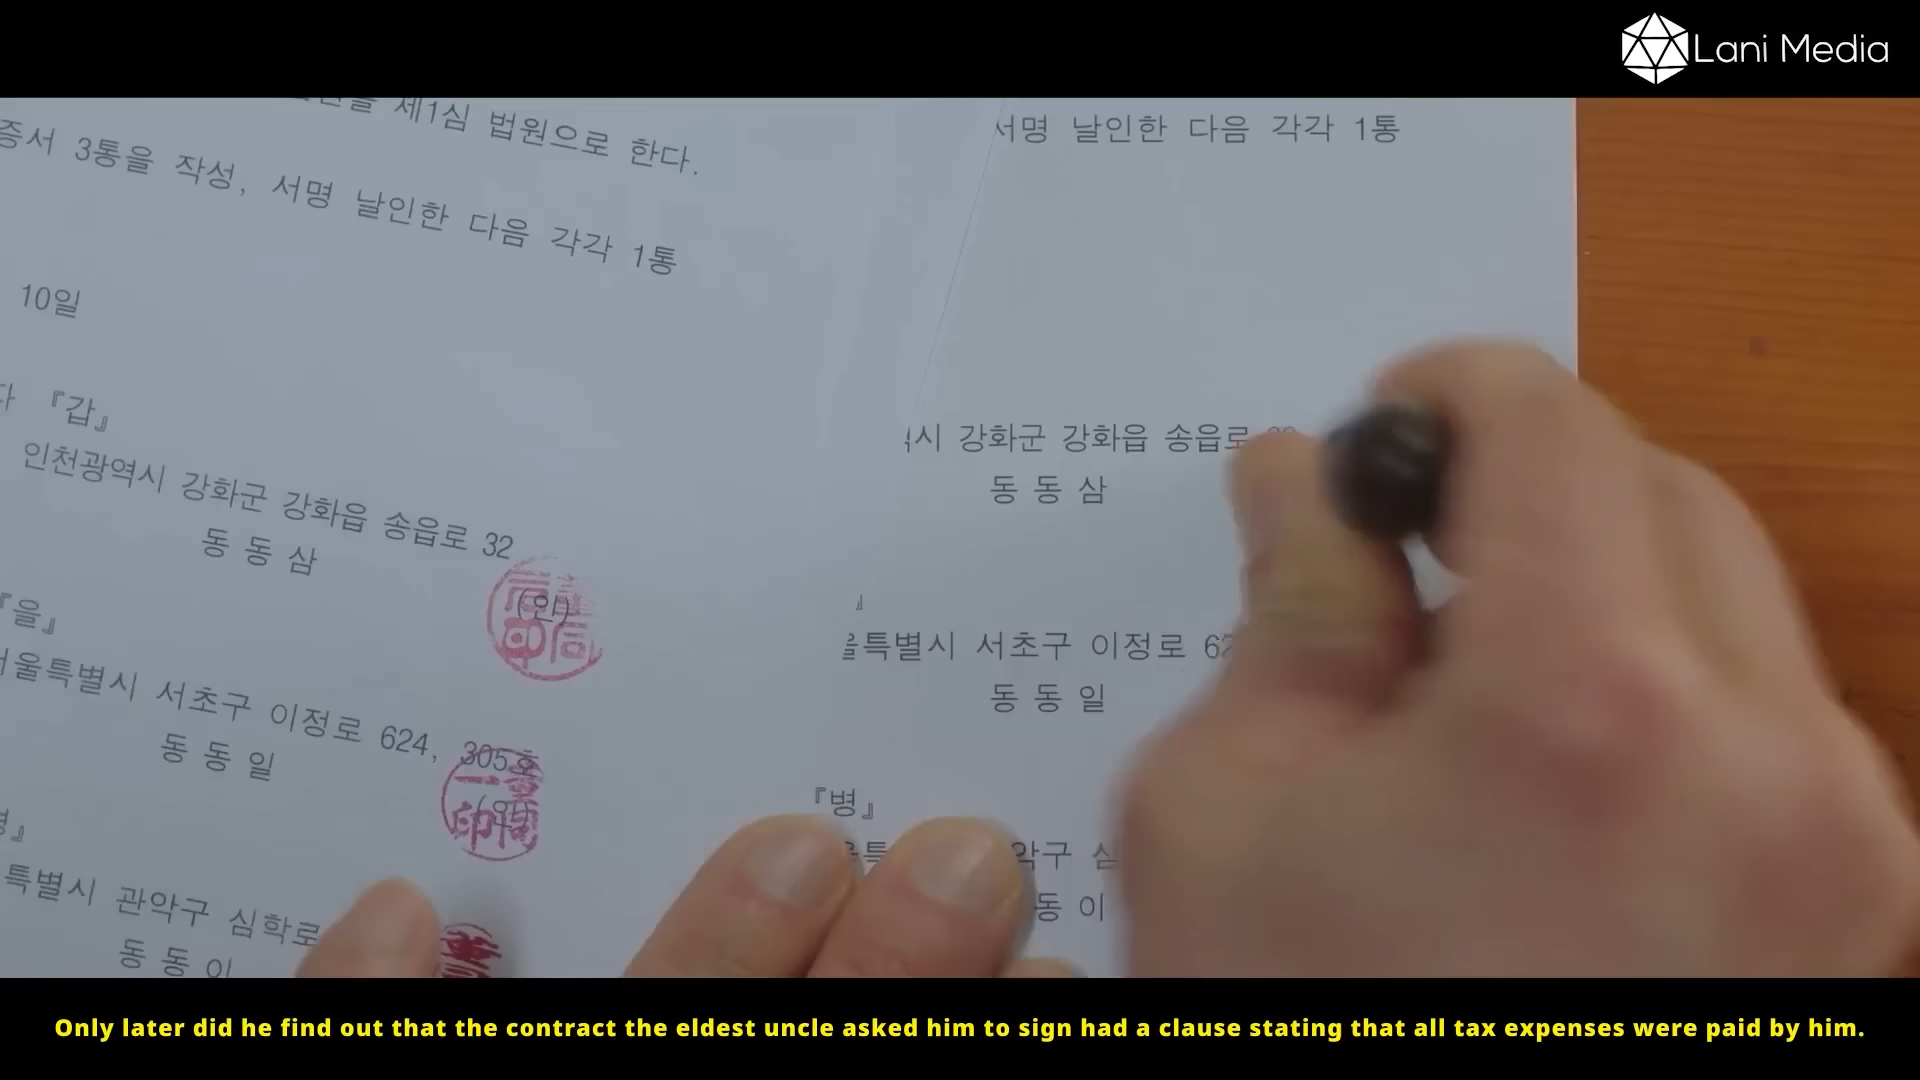 Lani Media
제1심 법원으로 한다.
증서 3통을 작성, 서명 날인한 다음 각각 1통
10일
『갑』
인천광역시 강화군 강화읍 송읍로 32
동 동 삼
(인)
『을』
서울특별시 서초구 이정로 624, 305호
동 동 일
(인)
특별시 관악구 심학로
동 동 이
서명 날인한 다음 각각 1통
시 강화군 강화읍 송읍로
동 동 삼
』
특별시 서초구 이정로 62
동 동 일
『병』
악구 심
동 이
Only later did he find out that the contract the eldest uncle asked him to sign had a clause stating that all tax expenses were paid by him.